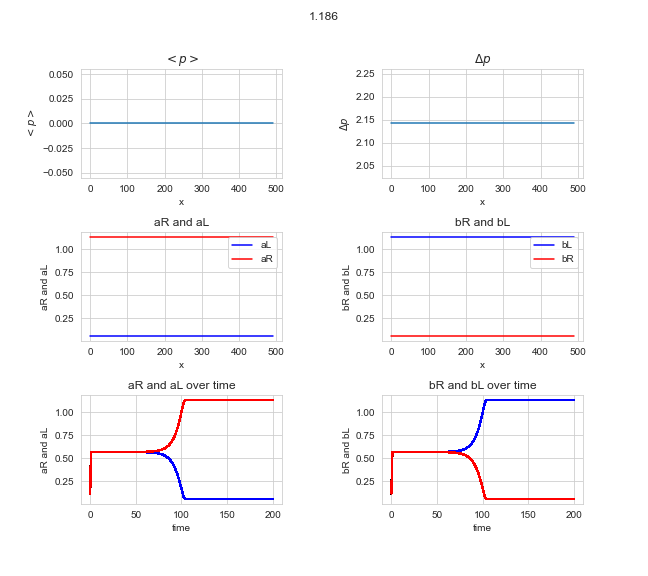 1.186
< p >
Δp
< p >
0.050
0.025
0.000
−0.025
−0.050
0 100 200 300 400 500
x
Δp
2.25
2.20
2.15
2.10
2.05
0 100 200 300 400 500
x
aR and aL
bR and bL
aR and aL
1.00
0.75
0.50
0.25
aL
aR
0 100 200 300 400 500
x
bR and bL
1.00
0.75
0.50
0.25
bL
bR
0 100 200 300 400 500
x
aR and aL over time
bR and bL over time
aR and aL
1.00
0.75
0.50
0.25
0 50 100 150 200
time
bR and bL
1.00
0.75
0.50
0.25
0 50 100 150 200
time